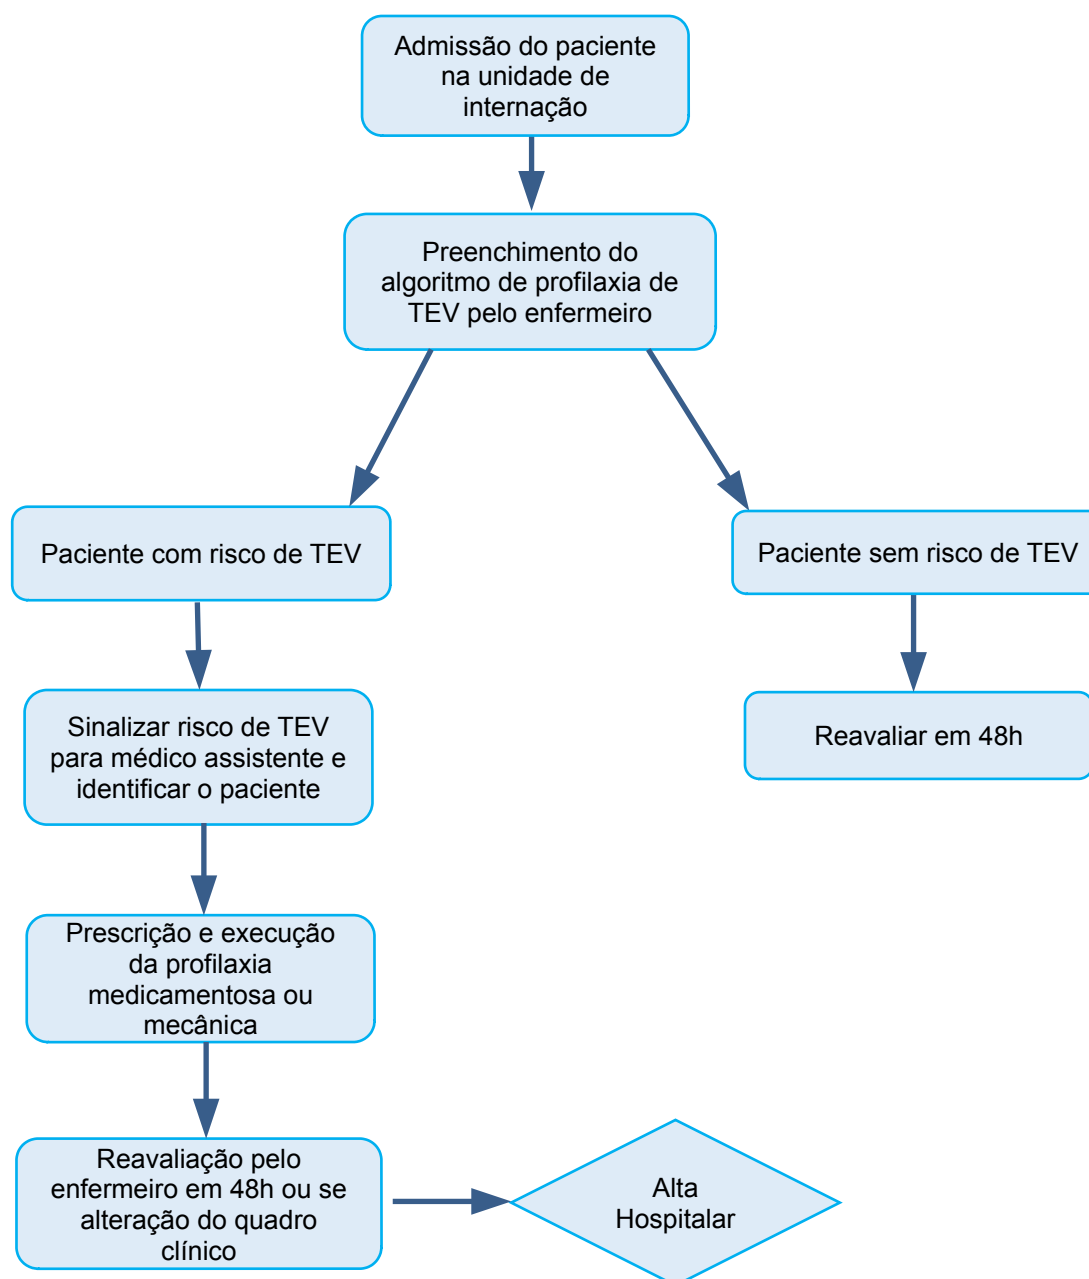 Admissão do paciente
na unidade de
internação
Preenchimento do
algoritmo de profilaxia de
TEV pelo enfermeiro
Paciente com risco de TEV
Paciente sem risco de TEV
Sinalizar risco de TEV
para médico assistente e
identificar o paciente
Reavaliar em 48h
Prescrição e execução
da profilaxia
medicamentosa ou
mecânica
Reavaliação pelo
enfermeiro em 48h ou se
alteração do quadro
clínico
Alta
Hospitalar